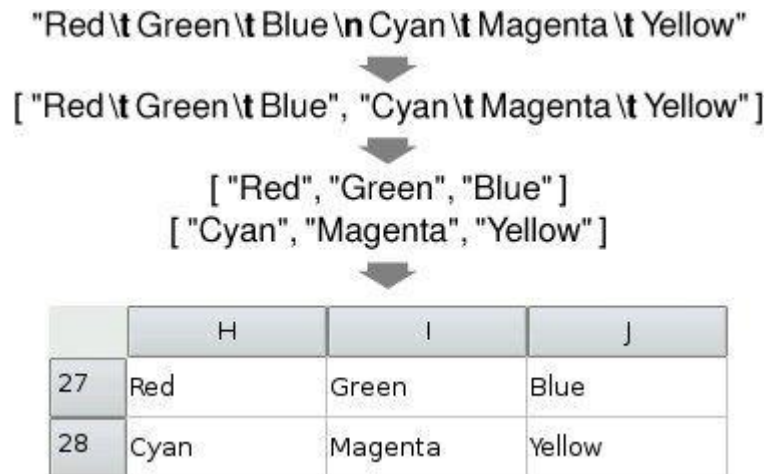 "Red\t Green\t Blue\n Cyan\t Magenta\t Yellow"
[ "Red\t Green\t Blue", "Cyan\t Magenta\t Yellow" ]
[ "Red", "Green", "Blue" ]
[ "Cyan", "Magenta", "Yellow" ]
H I J
27 Red Green Blue
28 Cyan Magenta Yellow